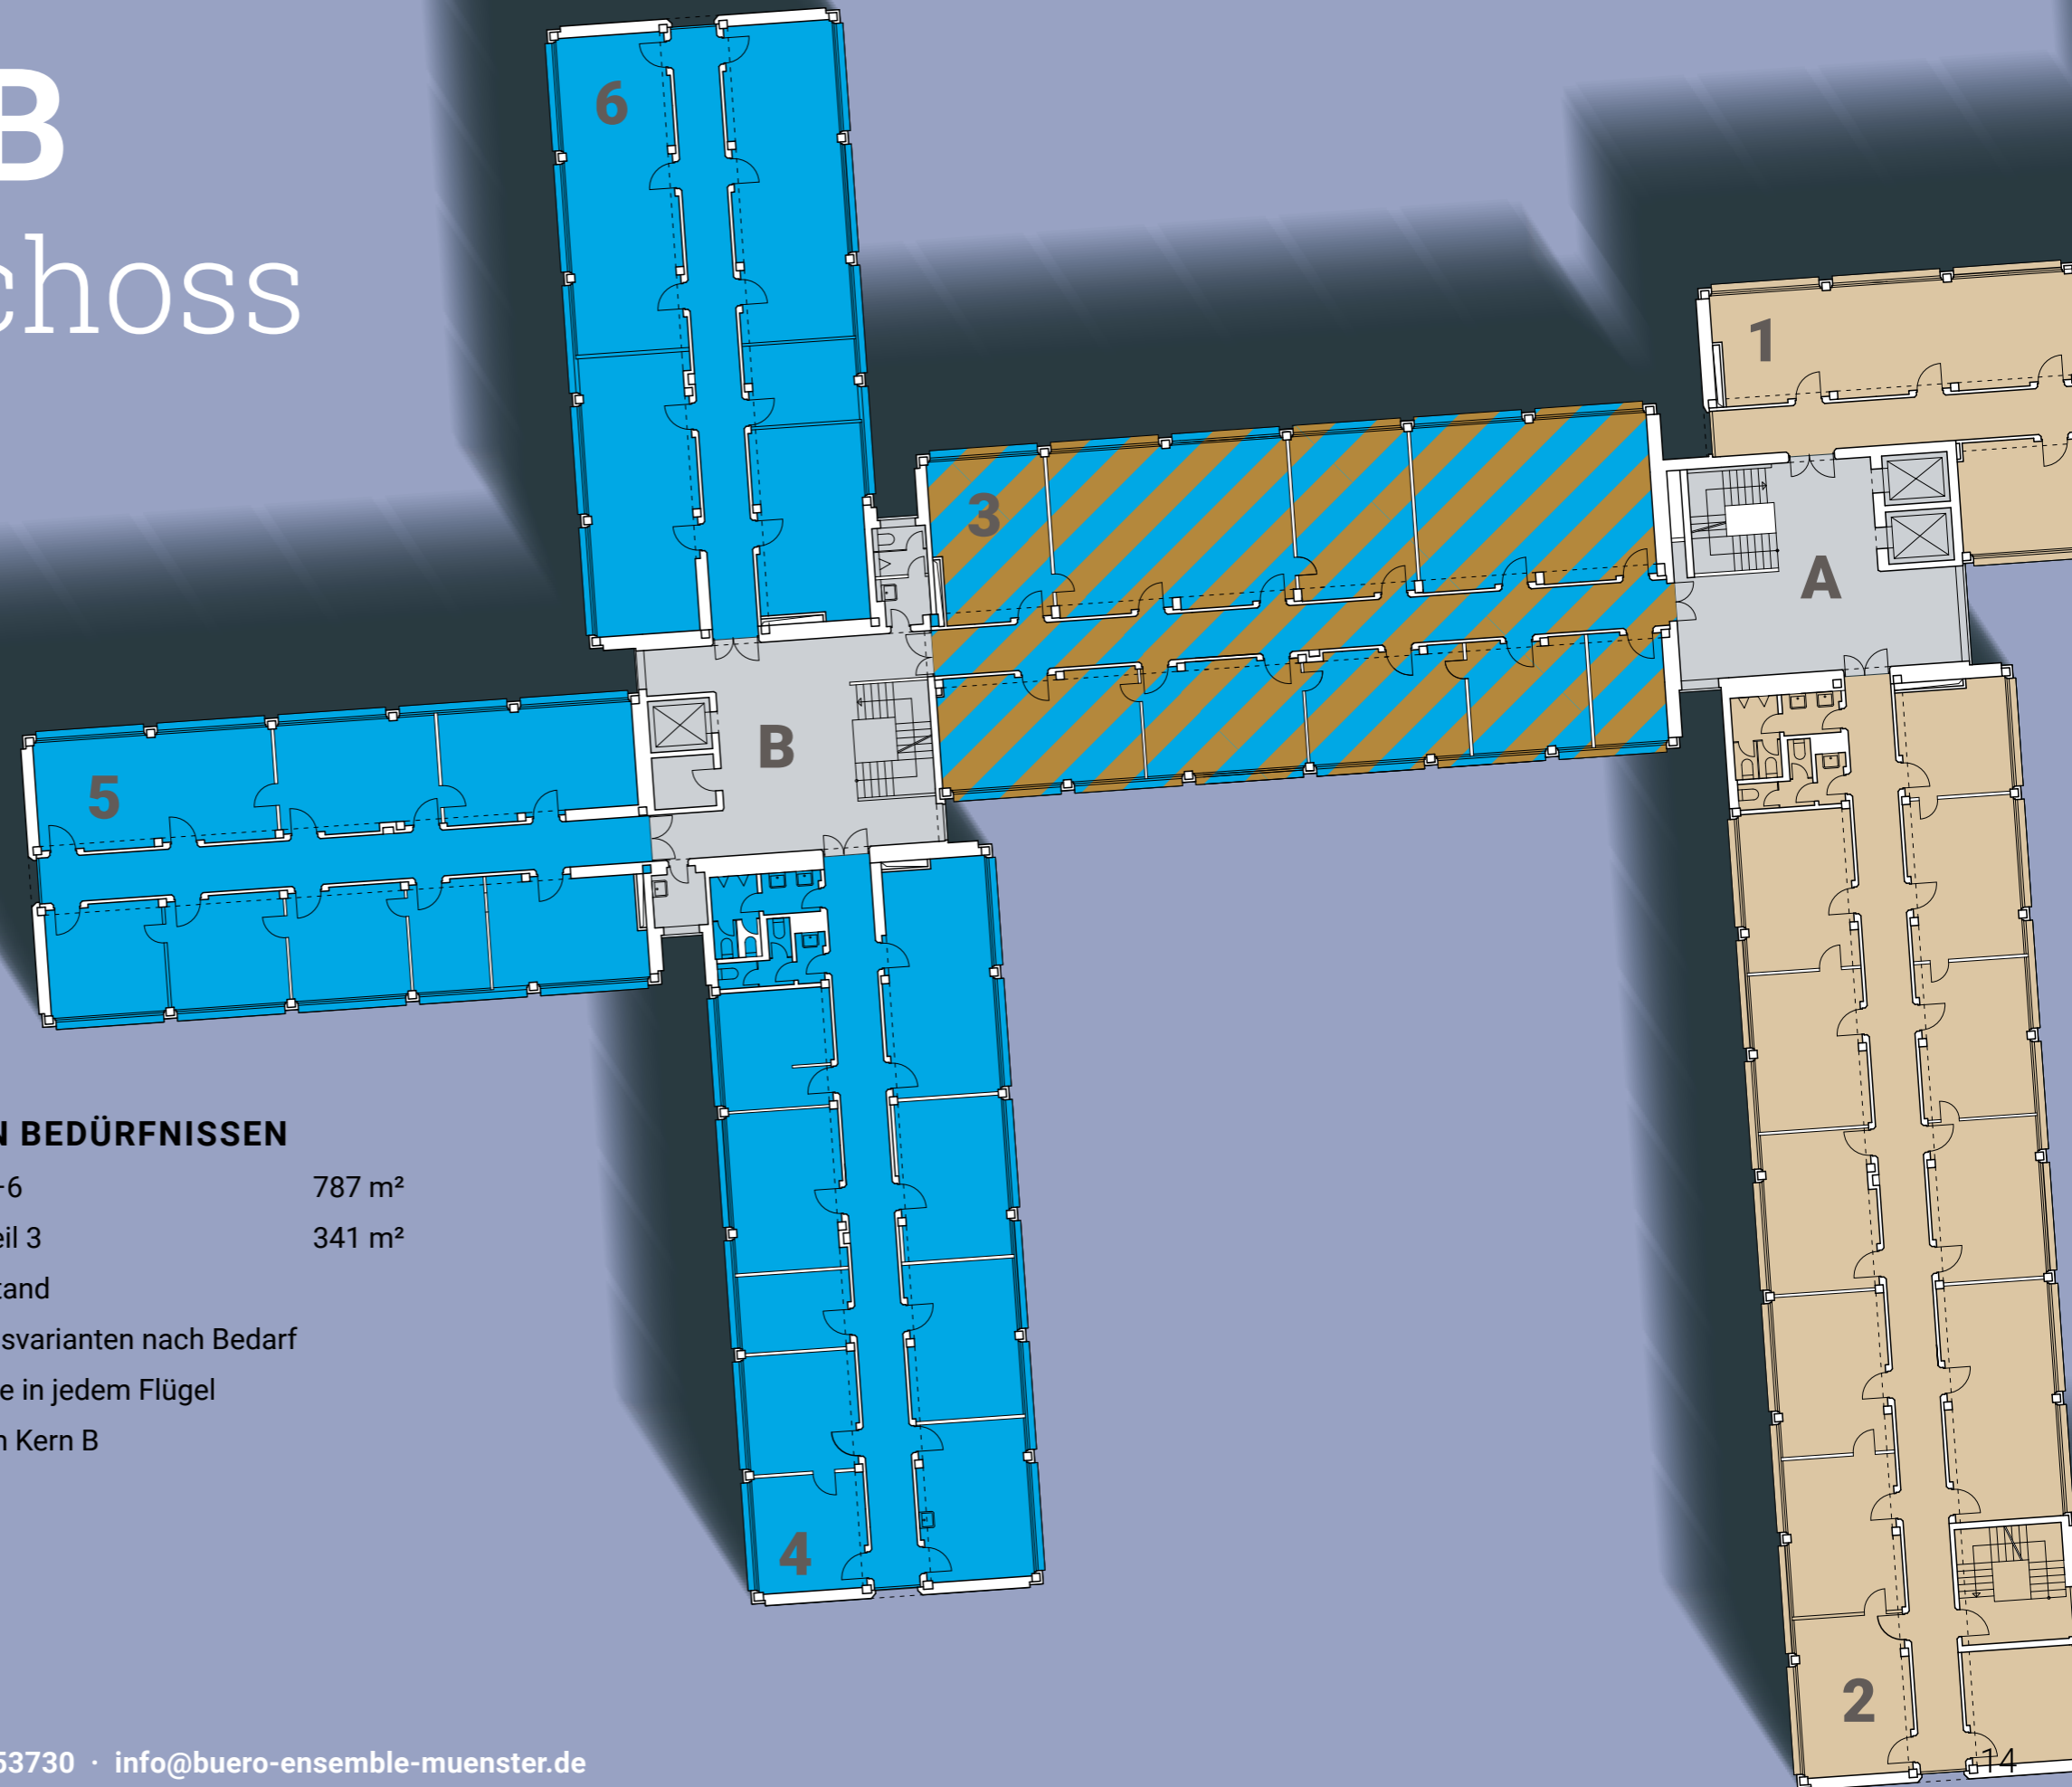 B
choss
6
1
3
A
B
5
4
2
N BEDÜRFNISSEN
-6 787 m²
eil 3 341 m²
tand
svarianten nach Bedarf
e in jedem Flügel
n Kern B
53730 · info@buero-ensemble-muenster.de
14